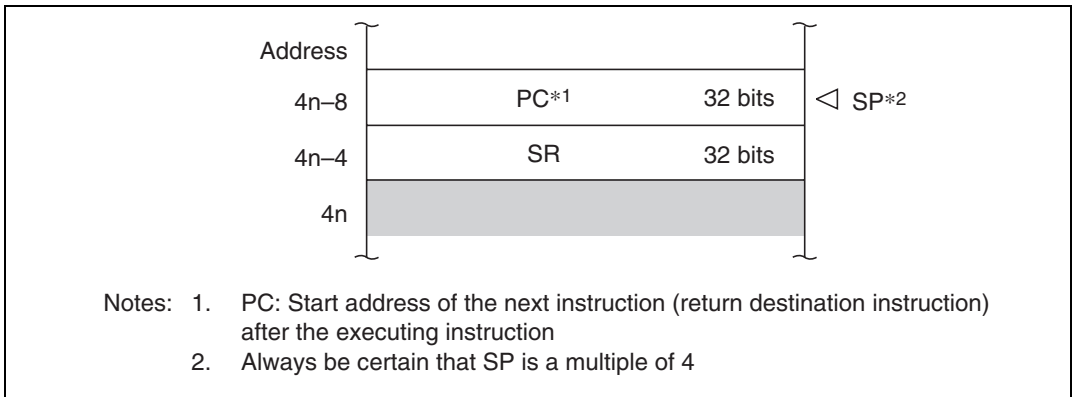 Address
4n–8 PC*1 32 bits SP*2
4n–4 SR 32 bits
4n
Notes: 1. PC: Start address of the next instruction (return destination instruction)
after the executing instruction
2. Always be certain that SP is a multiple of 4